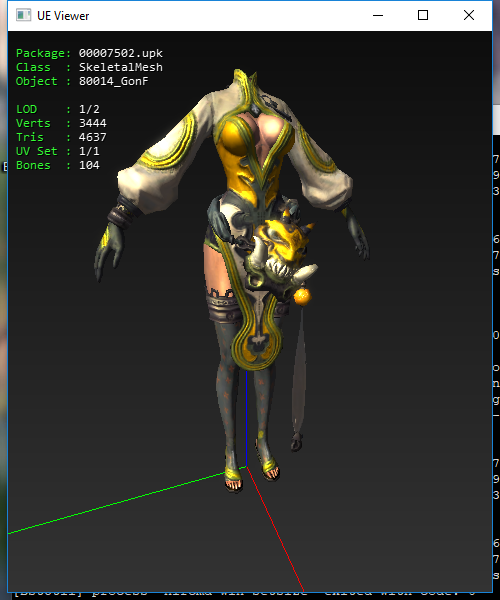 UE Viewer
Package: 00007502.upk
Class : SkeletalMesh
Object : 80014_GonF
LOD : 1/2
Verts : 3444
Tris : 4637
UV Set : 1/1
Bones : 104